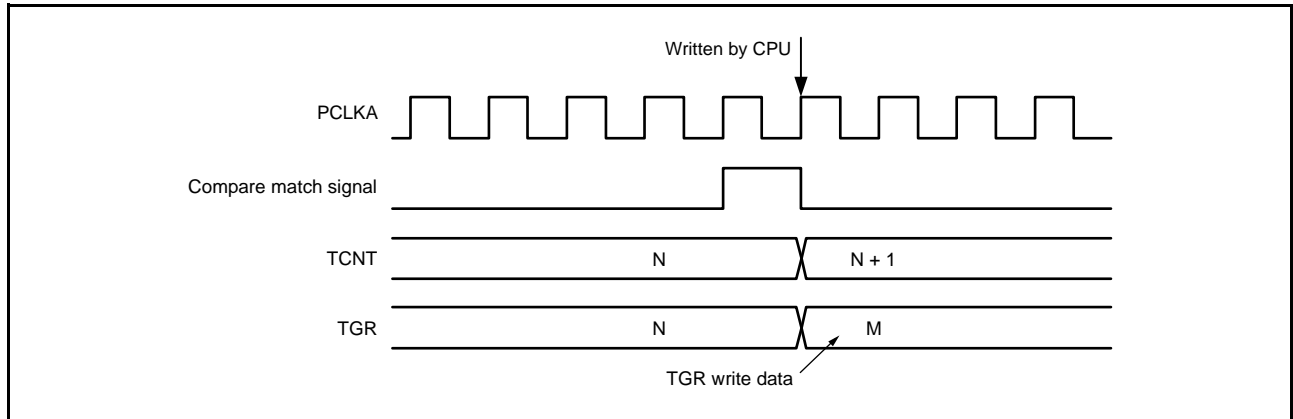 Written by CPU
PCLKA
Compare match signal
TCNT
N
N + 1
TGR
N
M
TGR write data